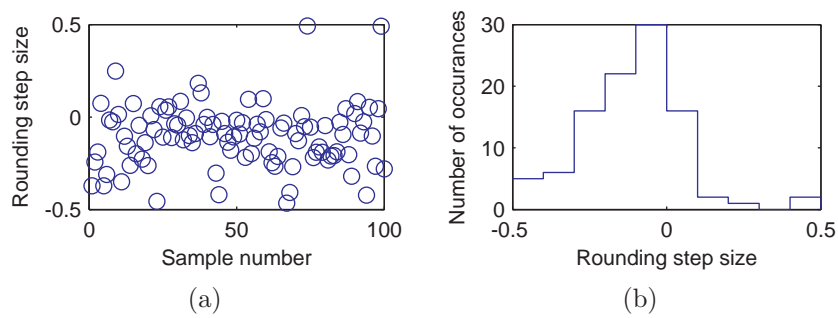 Rounding step size
0.5
0
-0.5
0
50
100
Sample number
(a)
Number of occurances
30
20
10
0
-0.5
0
0.5
Rounding step size
(b)